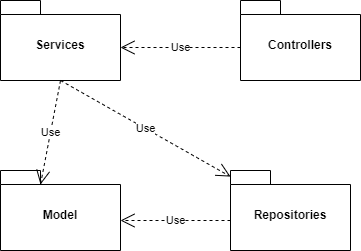 Services
Controllers
Use
Use
Use
Model
Repositories
Use